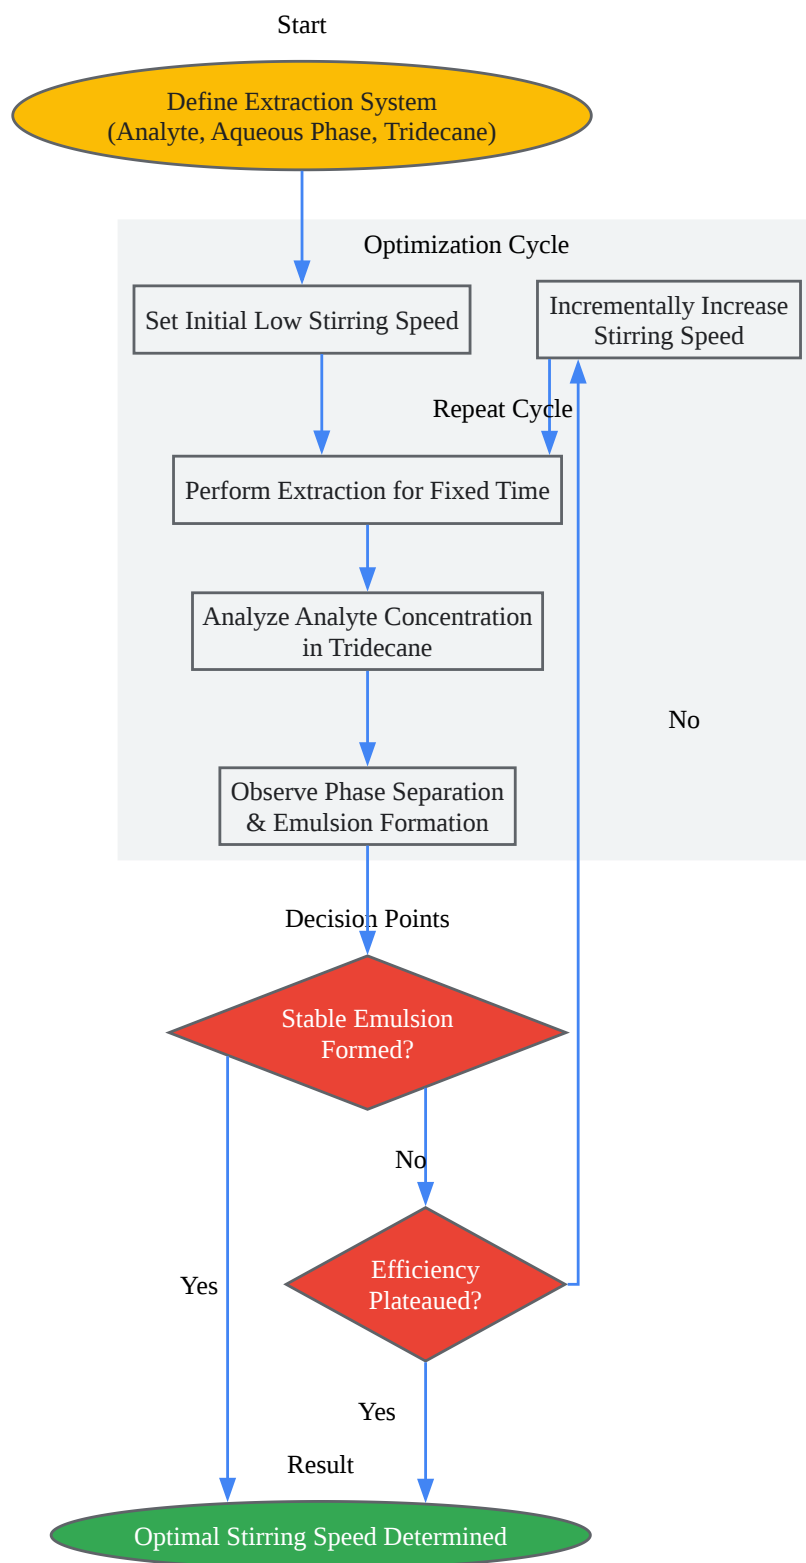 Start
Define Extraction System
(Analyte, Aqueous Phase, Tridecane)
Optimization Cycle
Set Initial Low Stirring Speed
Incrementally Increase
Stirring Speed
Repeat Cycle
Perform Extraction for Fixed Time
Analyze Analyte Concentration
in Tridecane
No
Observe Phase Separation
& Emulsion Formation
Decision Points
Stable Emulsion
Formed?
No
Efficiency
Plateaued?
Yes
Yes
Result
Optimal Stirring Speed Determined